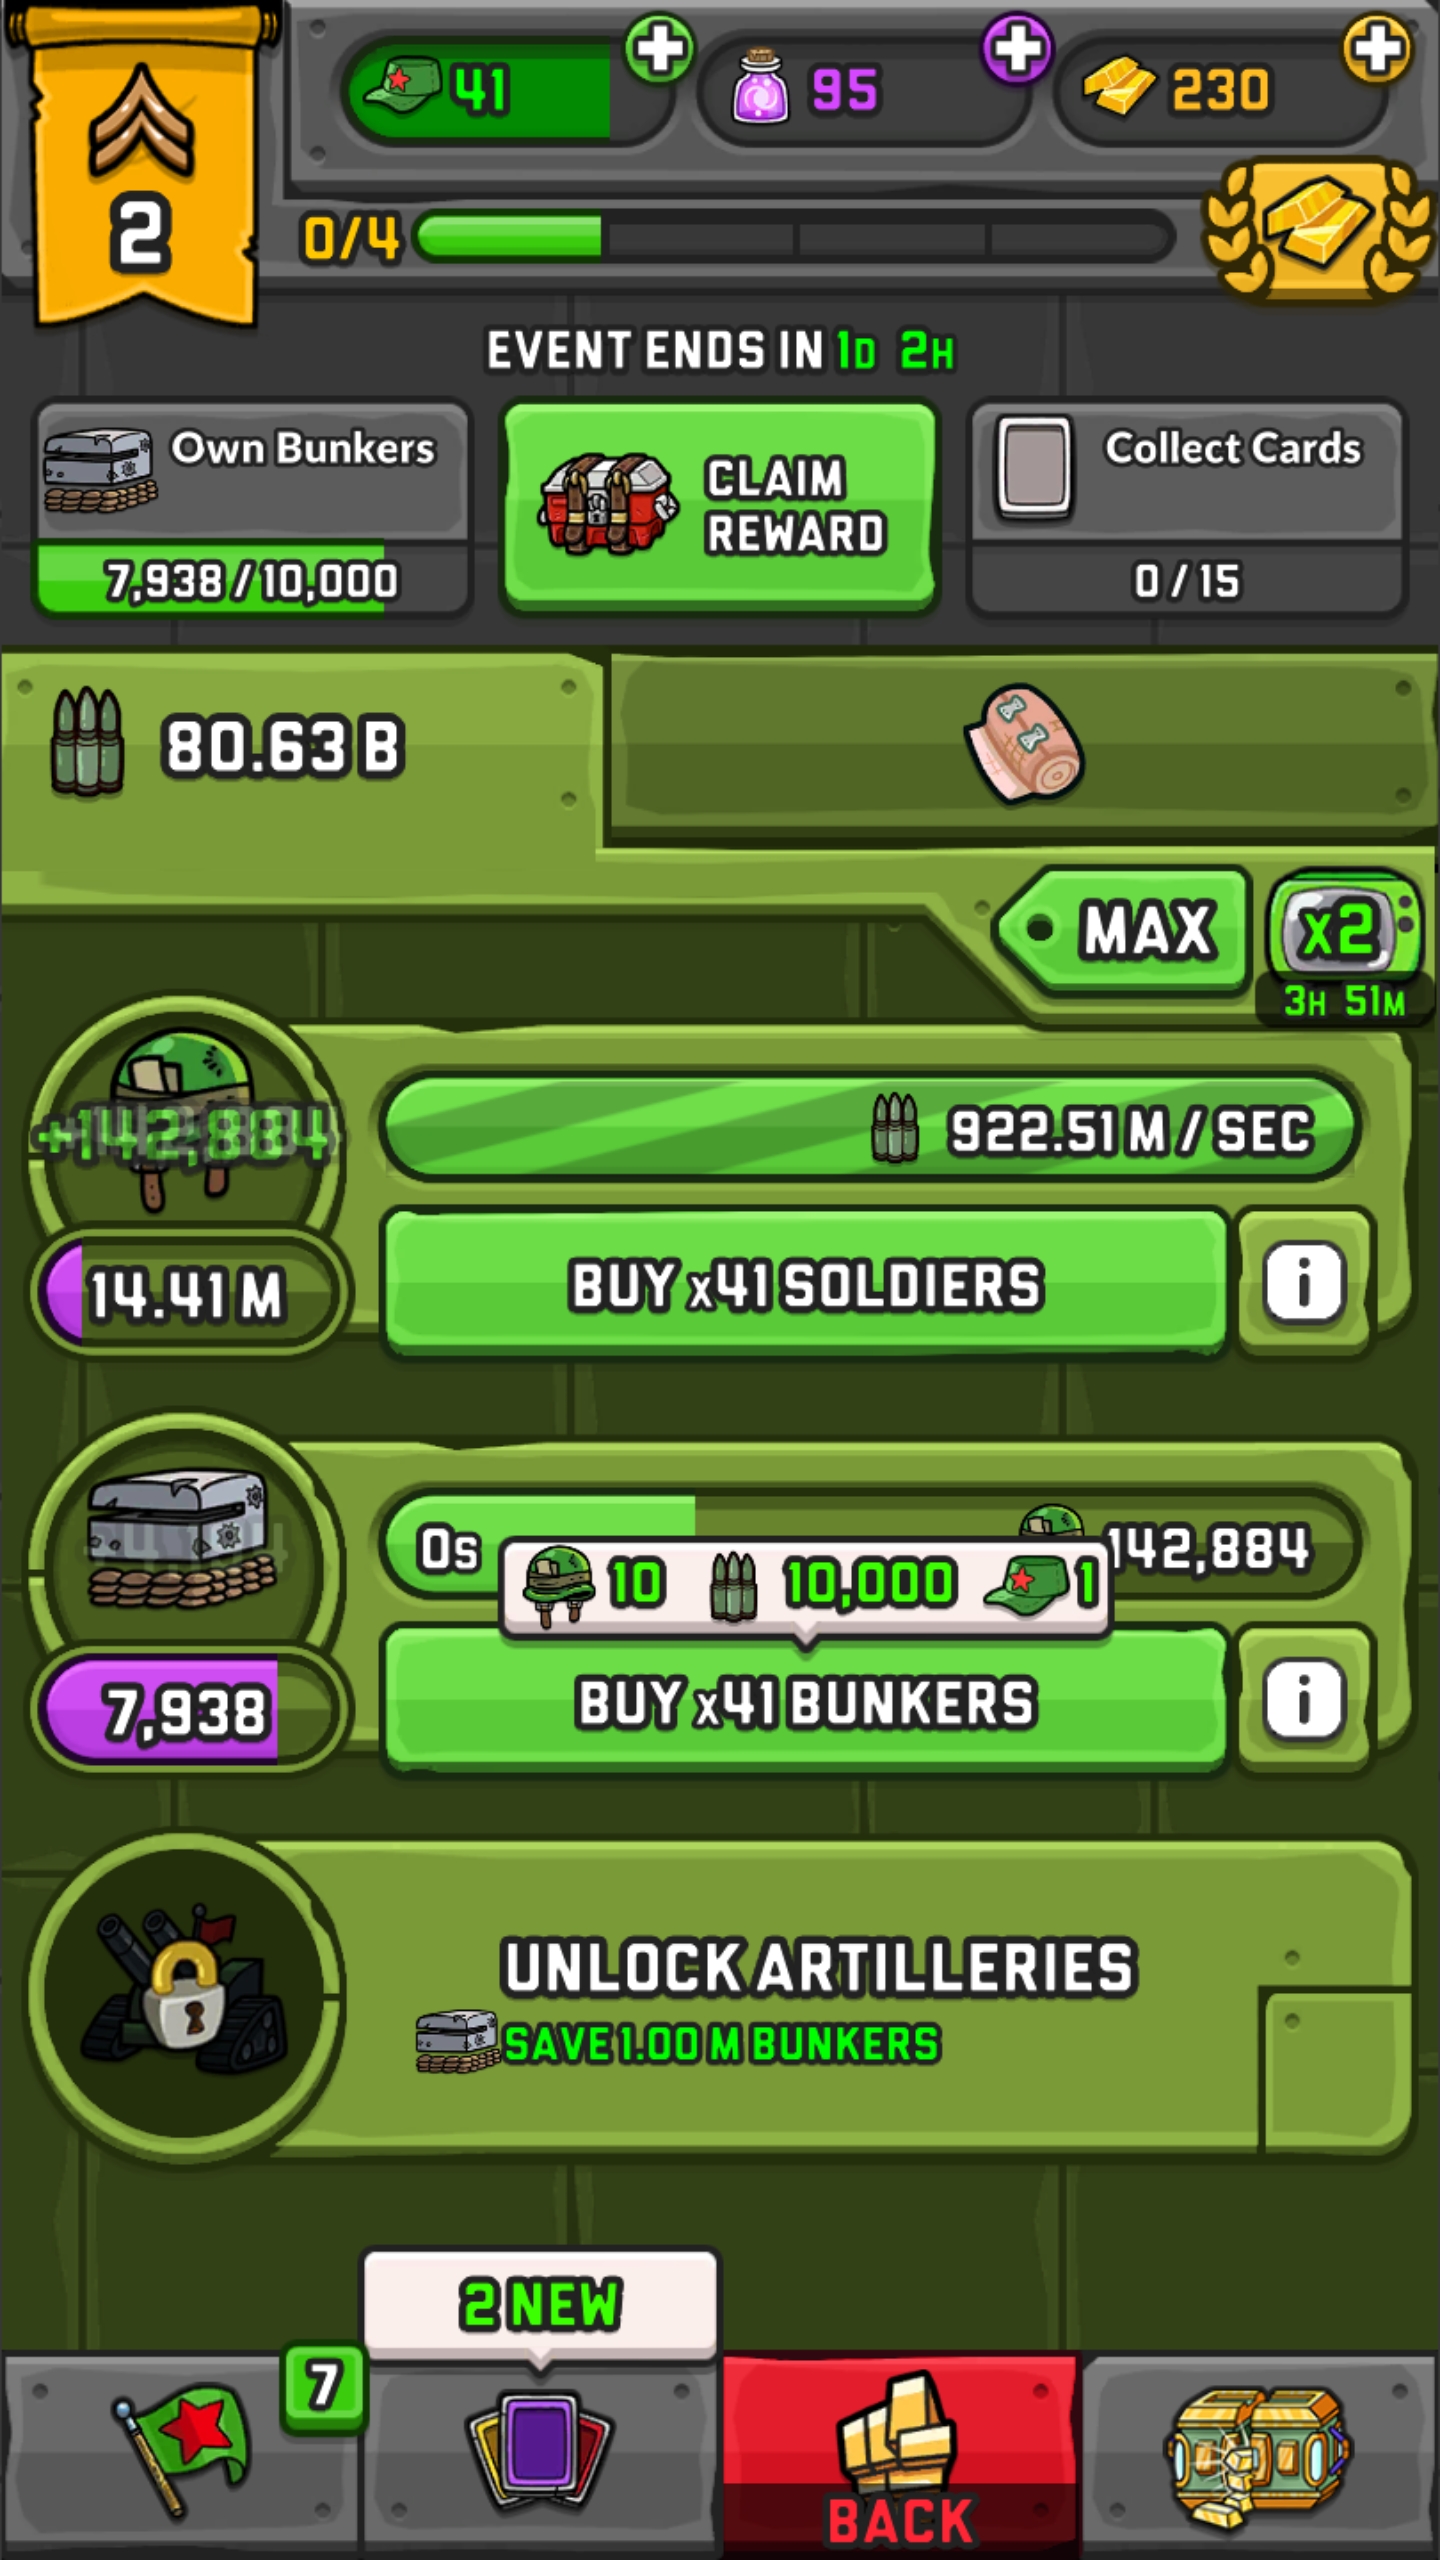 41
95
230
2
0/4
EVENT ENDS IN 1D 2H
Own Bunkers
7,938/10,000
CLAIM
REWARD
Collect Cards
0/15
80.63 B
MAX
x2
3H 51M
+142,884
922.51 M / SEC
14.41 M
BUY x41 SOLDIERS
i
0s
142,884
10
10,000
1
7,938
BUY x41 BUNKERS
i
UNLOCK ARTILLERIES
SAVE 1.00 M BUNKERS
2 NEW
7
BACK